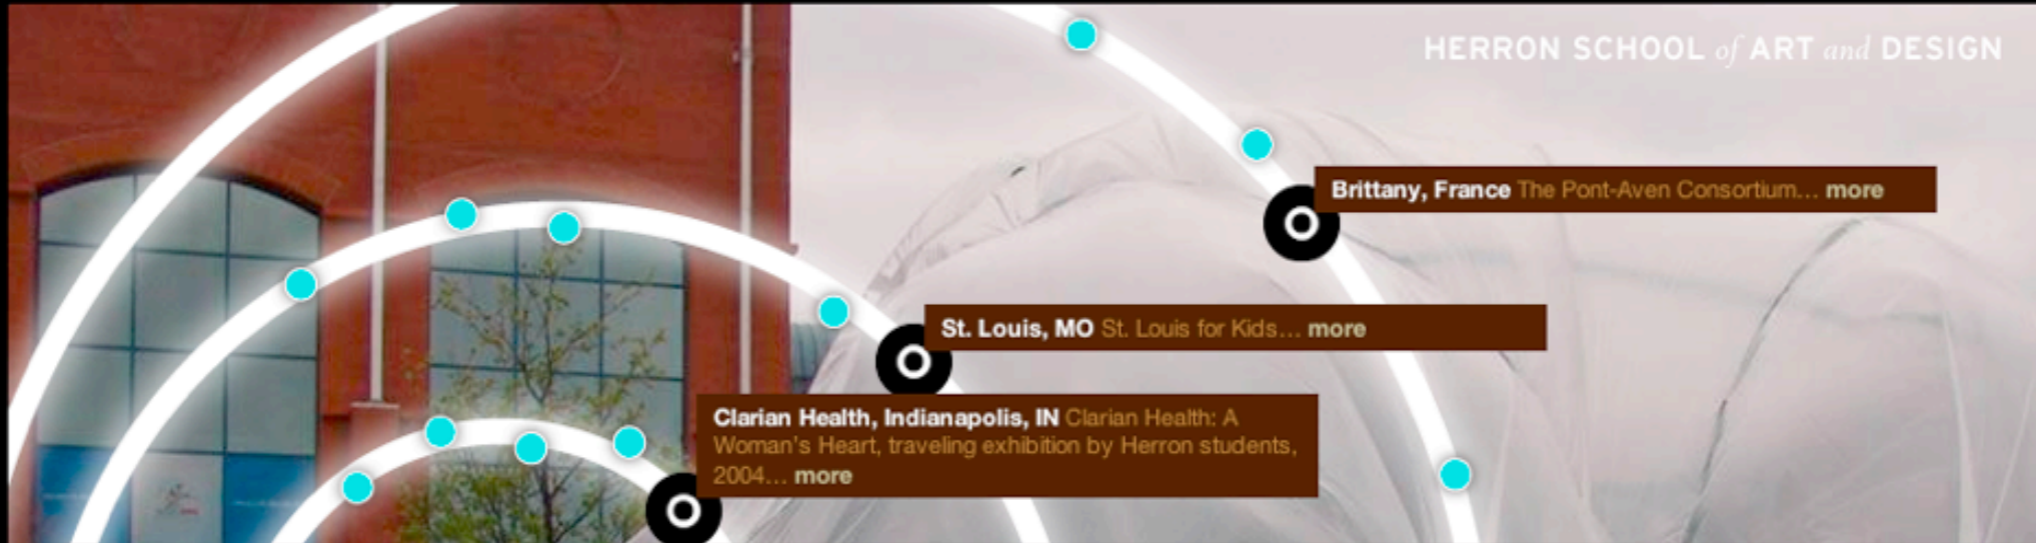 HERRON SCHOOL of ART and DESIGN
Brittany, France The Pont-Aven Consortium... more
St. Louis, MO St. Louis for Kids... more
Clarian Health, Indianapolis, IN Clarian Health: A
Woman's Heart, traveling exhibition by Herron students,
2004... more